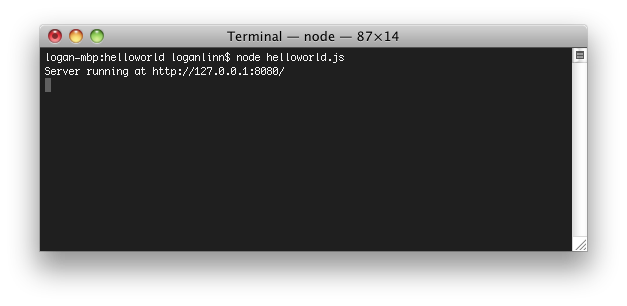 Terminal — node — 87×14
logan-mbp:helloworld loganlinn$ node helloworld.js
Server running at http://127.0.0.1:8080/